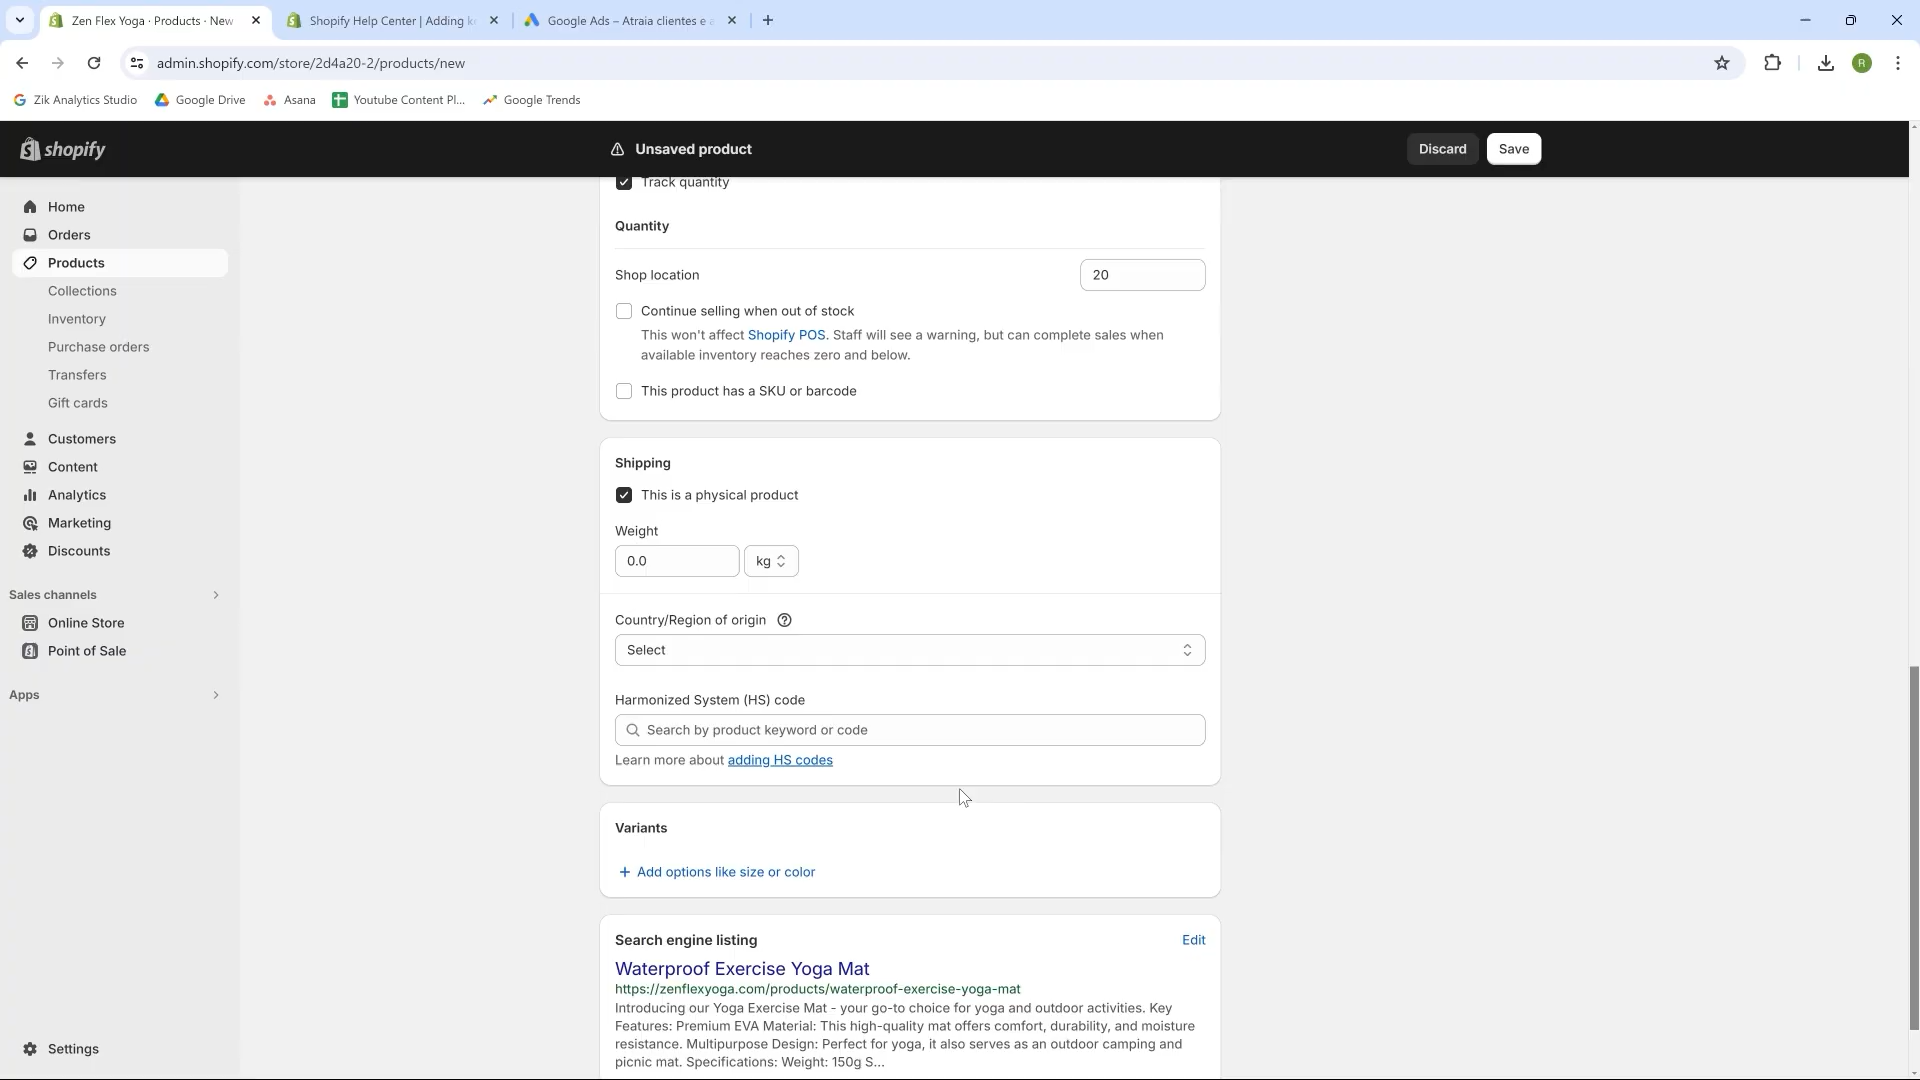 Zen Flex Yoga · Products · New
Shopify Help Center | Adding k
Google Ads – Atraia clientes e a
admin.shopify.com/store/2d4a20-2/products/new
R
Zik Analytics Studio
Google Drive
Asana
Youtube Content Pl...
Google Trends
shopify
Unsaved product
Discard
Save
Home
Orders
Products
Collections
Inventory
Purchase orders
Transfers
Gift cards
Customers
Content
Analytics
Marketing
Discounts
Sales channels
Online Store
Point of Sale
Apps
Settings
Track quantity
Quantity
Shop location
20
Continue selling when out of stock
This won't affect Shopify POS. Staff will see a warning, but can complete sales when
available inventory reaches zero and below.
This product has a SKU or barcode
Shipping
This is a physical product
Weight
0.0
kg
Country/Region of origin
Select
Harmonized System (HS) code
Search by product keyword or code
Learn more about adding HS codes
Variants
+ Add options like size or color
Search engine listing
Edit
Waterproof Exercise Yoga Mat
https://zenflexyoga.com/products/waterproof-exercise-yoga-mat
Introducing our Yoga Exercise Mat - your go-to choice for yoga and outdoor activities. Key
Features: Premium EVA Material: This high-quality mat offers comfort, durability, and moisture
resistance. Multipurpose Design: Perfect for yoga, it also serves as an outdoor camping and
picnic mat. Specifications: Weight: 150g S...